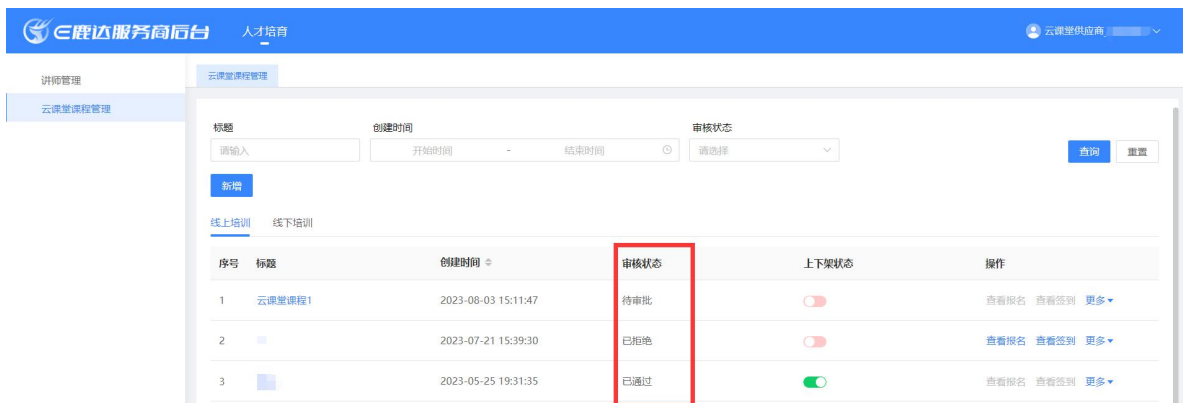 E鹿达服务商后台 人才培育 云课堂供应商
讲师管理 云课堂课程管理
云课堂课程管理
标题 创建时间 审核状态
请输入 开始时间 - 结束时间 请选择 查询 重置
新增
线上培训 线下培训
序号 标题 创建时间 审核状态 上下架状态 操作
1 云课堂课程1 2023-08-03 15:11:47 待审批 查看报名 查看签到 更多
2 2023-07-21 15:39:30 已拒绝 查看报名 查看签到 更多
3 2023-05-25 19:31:35 已通过 查看报名 查看签到 更多